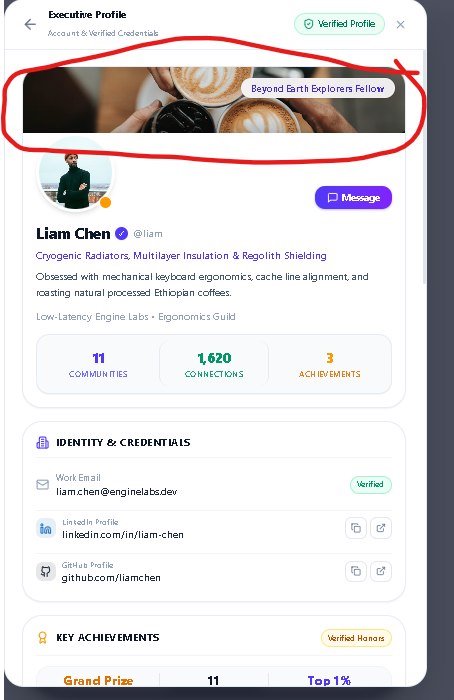 Executive Profile
Account & Verified Credentials
Verified Profile
Beyond Earth Explorers Fellow
Message
Liam Chen
@liam
Cryogenic Radiators, Multilayer Insulation & Regolith Shielding
Obsessed with mechanical keyboard ergonomics, cache line alignment, and
roasting natural processed Ethiopian coffees.
Low-Latency Engine Labs • Ergonomics Guild
11
COMMUNITIES
1,620
CONNECTIONS
3
ACHIEVEMENTS
IDENTITY & CREDENTIALS
Work Email
liam.chen@enginelabs.dev
Verified
LinkedIn Profile
linkedin.com/in/liam-chen
GitHub Profile
github.com/liamchen
KEY ACHIEVEMENTS
Verified Honors
Grand Prize
11
Top 1%